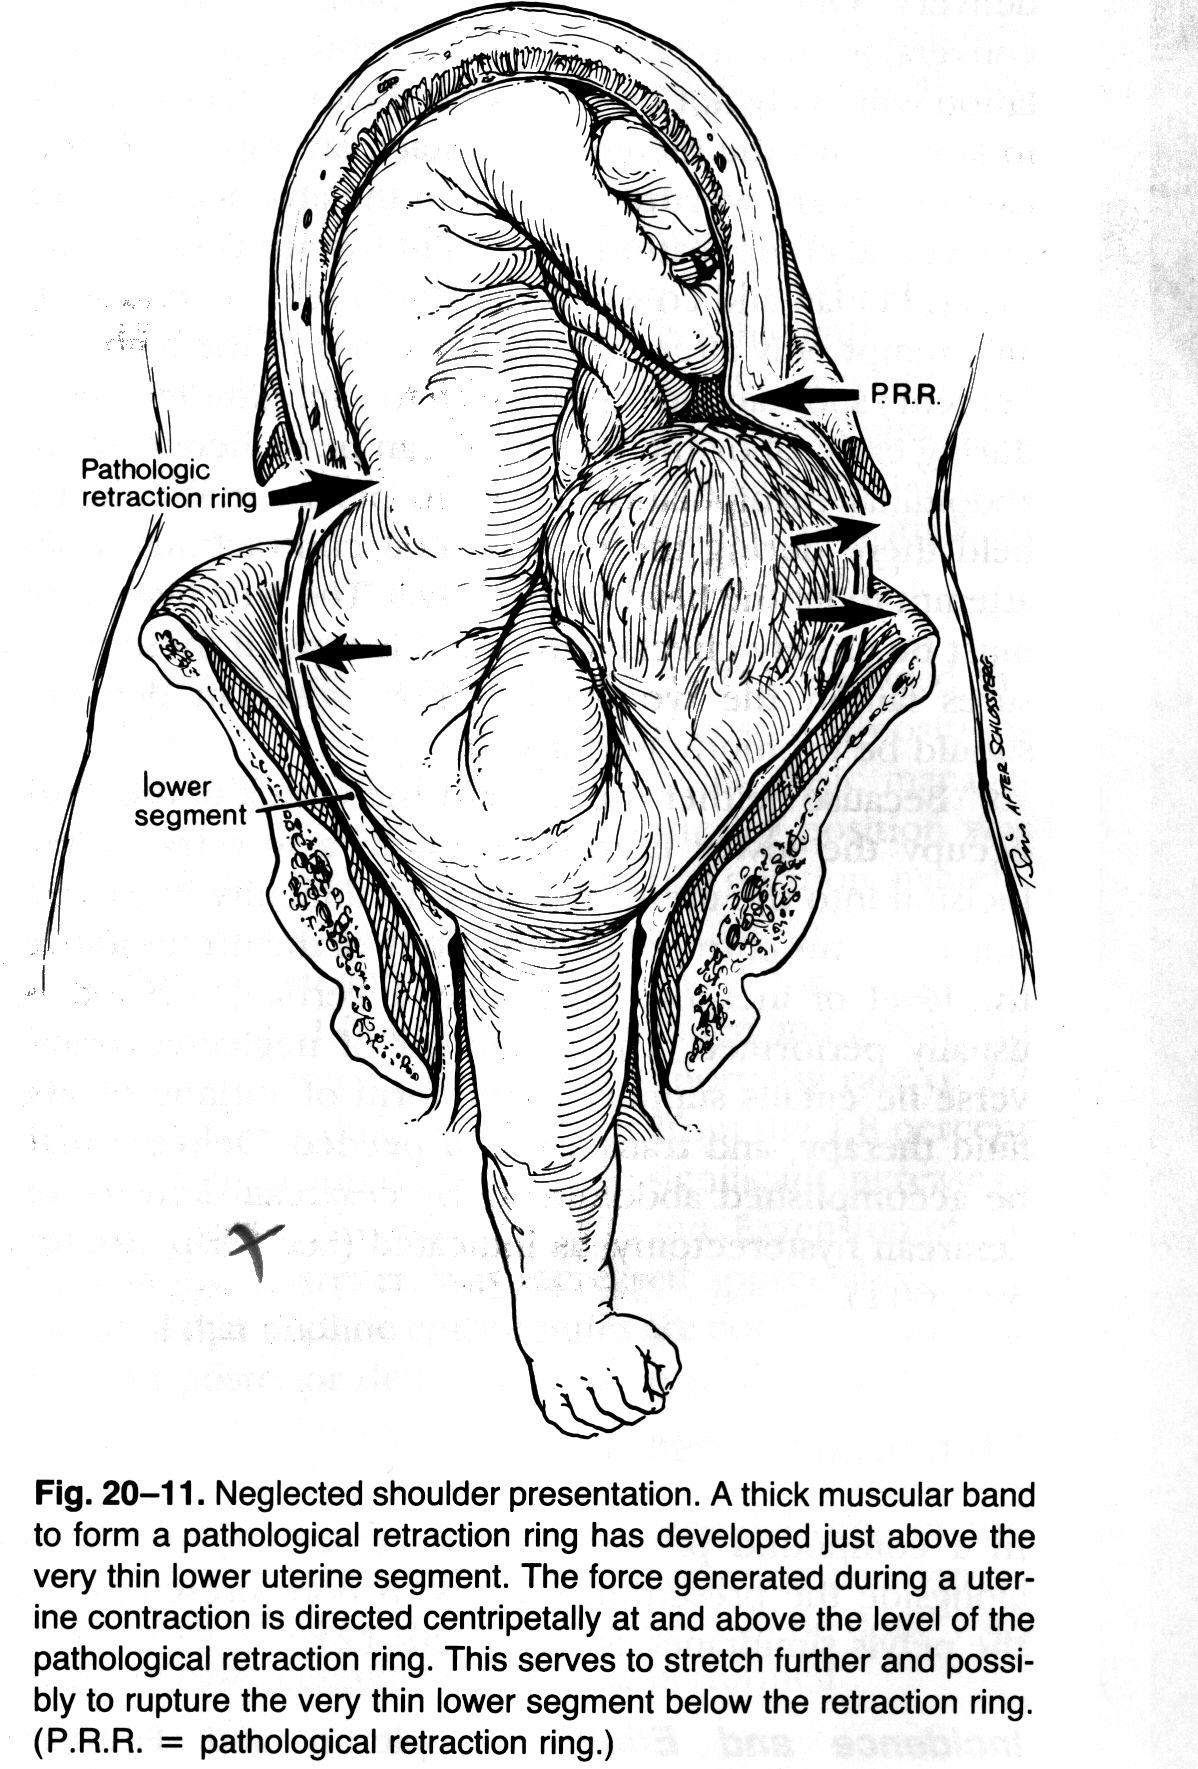 P.R.R.
Pathologic
retraction ring
lower
segment
AFTER SCHLOSSBERG
Fig. 20–11. Neglected shoulder presentation. A thick muscular band
to form a pathological retraction ring has developed just above the
very thin lower uterine segment. The force generated during a uter-
ine contraction is directed centripetally at and above the level of the
pathological retraction ring. This serves to stretch further and possi-
bly to rupture the very thin lower segment below the retraction ring.
(P.R.R. = pathological retraction ring.)